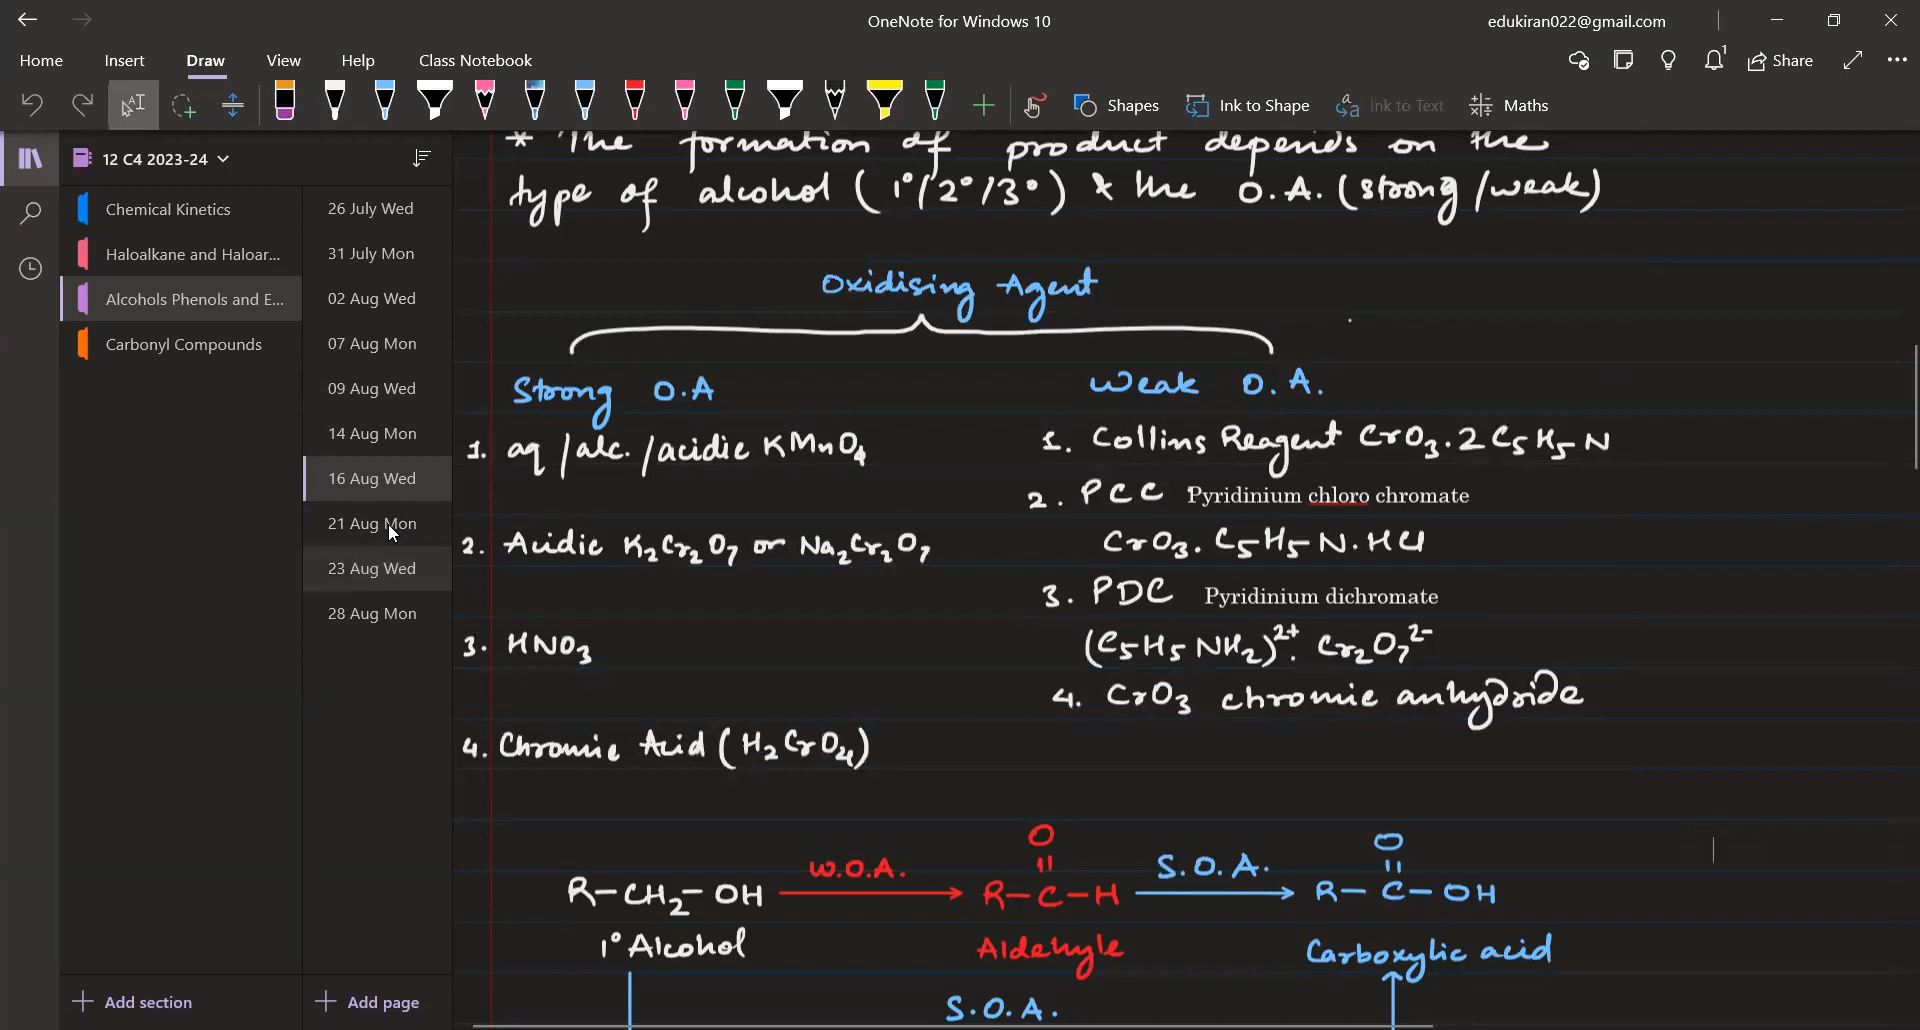 OneNote for Windows 10
edukiran022@gmail.com
Home Insert Draw View Help Class Notebook
1
Share
Shapes
Ink to Shape
Ink to Text
Maths
12 C4 2023-24
Chemical Kinetics
Haloalkane and Haloar...
Alcohols Phenols and E...
Carbonyl Compounds
Add section
26 July Wed
31 July Mon
02 Aug Wed
07 Aug Mon
09 Aug Wed
14 Aug Mon
16 Aug Wed
21 Aug Mon
23 Aug Wed
28 Aug Mon
Add page
* The formation of product depends on the
type of alcohol (1°/2°/3°) & the O.A. (strong/weak)
Oxidising Agent
Strong O.A
1. aq/alc./acidic KMnO₄
2. Acidic K₂Cr₂O₇ or Na₂Cr₂O₇
3. HNO₃
4. Chromic Acid (H₂CrO₄)
Weak O.A.
1. Collins Reagent CrO₃.2C₅H₅N
2. PCC Pyridinium chloro chromate
CrO₃.C₅H₅N.HCl
3. PDC Pyridinium dichromate
(C₅H₅NH₂)²⁺. Cr₂O₇²⁻
4. CrO₃ chromic anhydride
O O
W.O.A. || S.O.A. ||
R-CH₂-OH → R-C-H → R-C-OH
1° Alcohol Aldehyle Carboxylic acid
S.O.A.